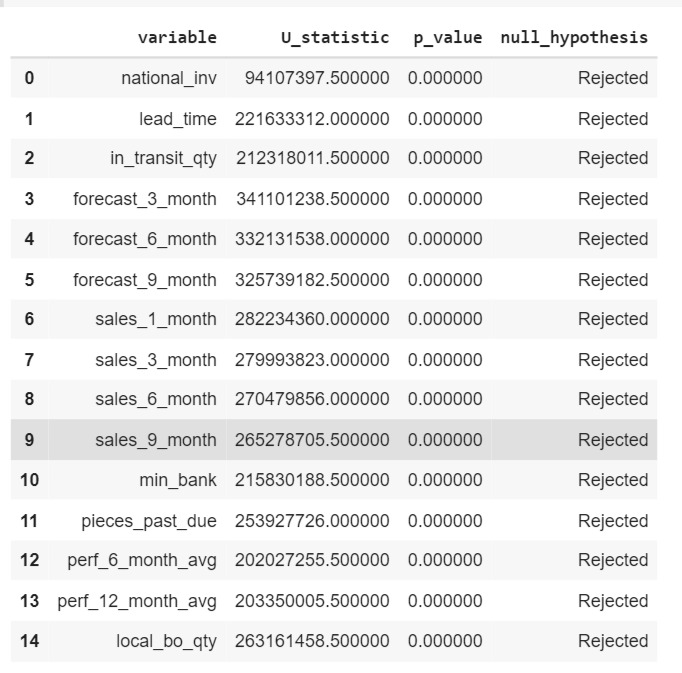 variable U_statistic p_value null_hypothesis
0 national_inv 94107397.500000 0.000000 Rejected
1 lead_time 221633312.000000 0.000000 Rejected
2 in_transit_qty 212318011.500000 0.000000 Rejected
3 forecast_3_month 341101238.500000 0.000000 Rejected
4 forecast_6_month 332131538.000000 0.000000 Rejected
5 forecast_9_month 325739182.500000 0.000000 Rejected
6 sales_1_month 282234360.000000 0.000000 Rejected
7 sales_3_month 279993823.000000 0.000000 Rejected
8 sales_6_month 270479856.000000 0.000000 Rejected
9 sales_9_month 265278705.500000 0.000000 Rejected
10 min_bank 215830188.500000 0.000000 Rejected
11 pieces_past_due 253927726.000000 0.000000 Rejected
12 perf_6_month_avg 202027255.500000 0.000000 Rejected
13 perf_12_month_avg 203350005.500000 0.000000 Rejected
14 local_bo_qty 263161458.500000 0.000000 Rejected